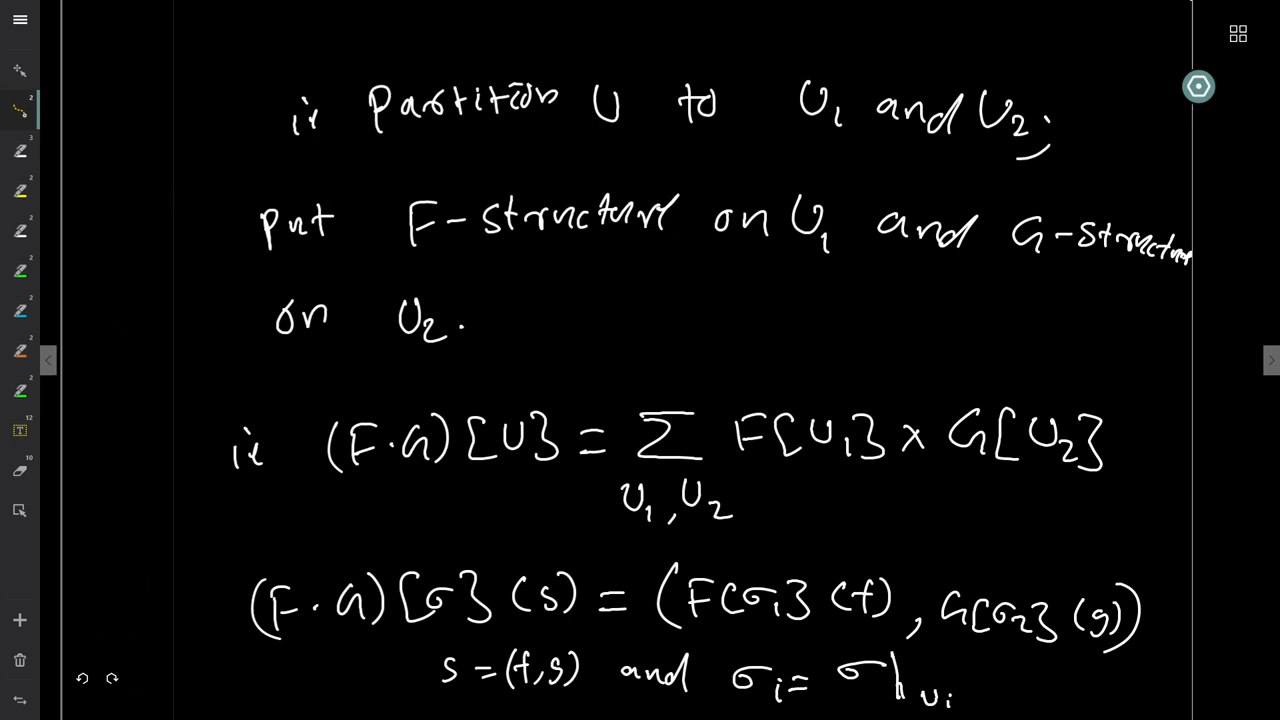 ie partition U to U₁ and U₂;
put F-structure on U₁ and G-structure
on U₂.
ie (F·G)[U] = ∑ F[U₁] × G[U₂]
U₁, U₂
(F·G)[σ](s) = (F[σ₁](f), G[σ₂](g))
s = (f,g) and σᵢ = σ|ᵤᵢ